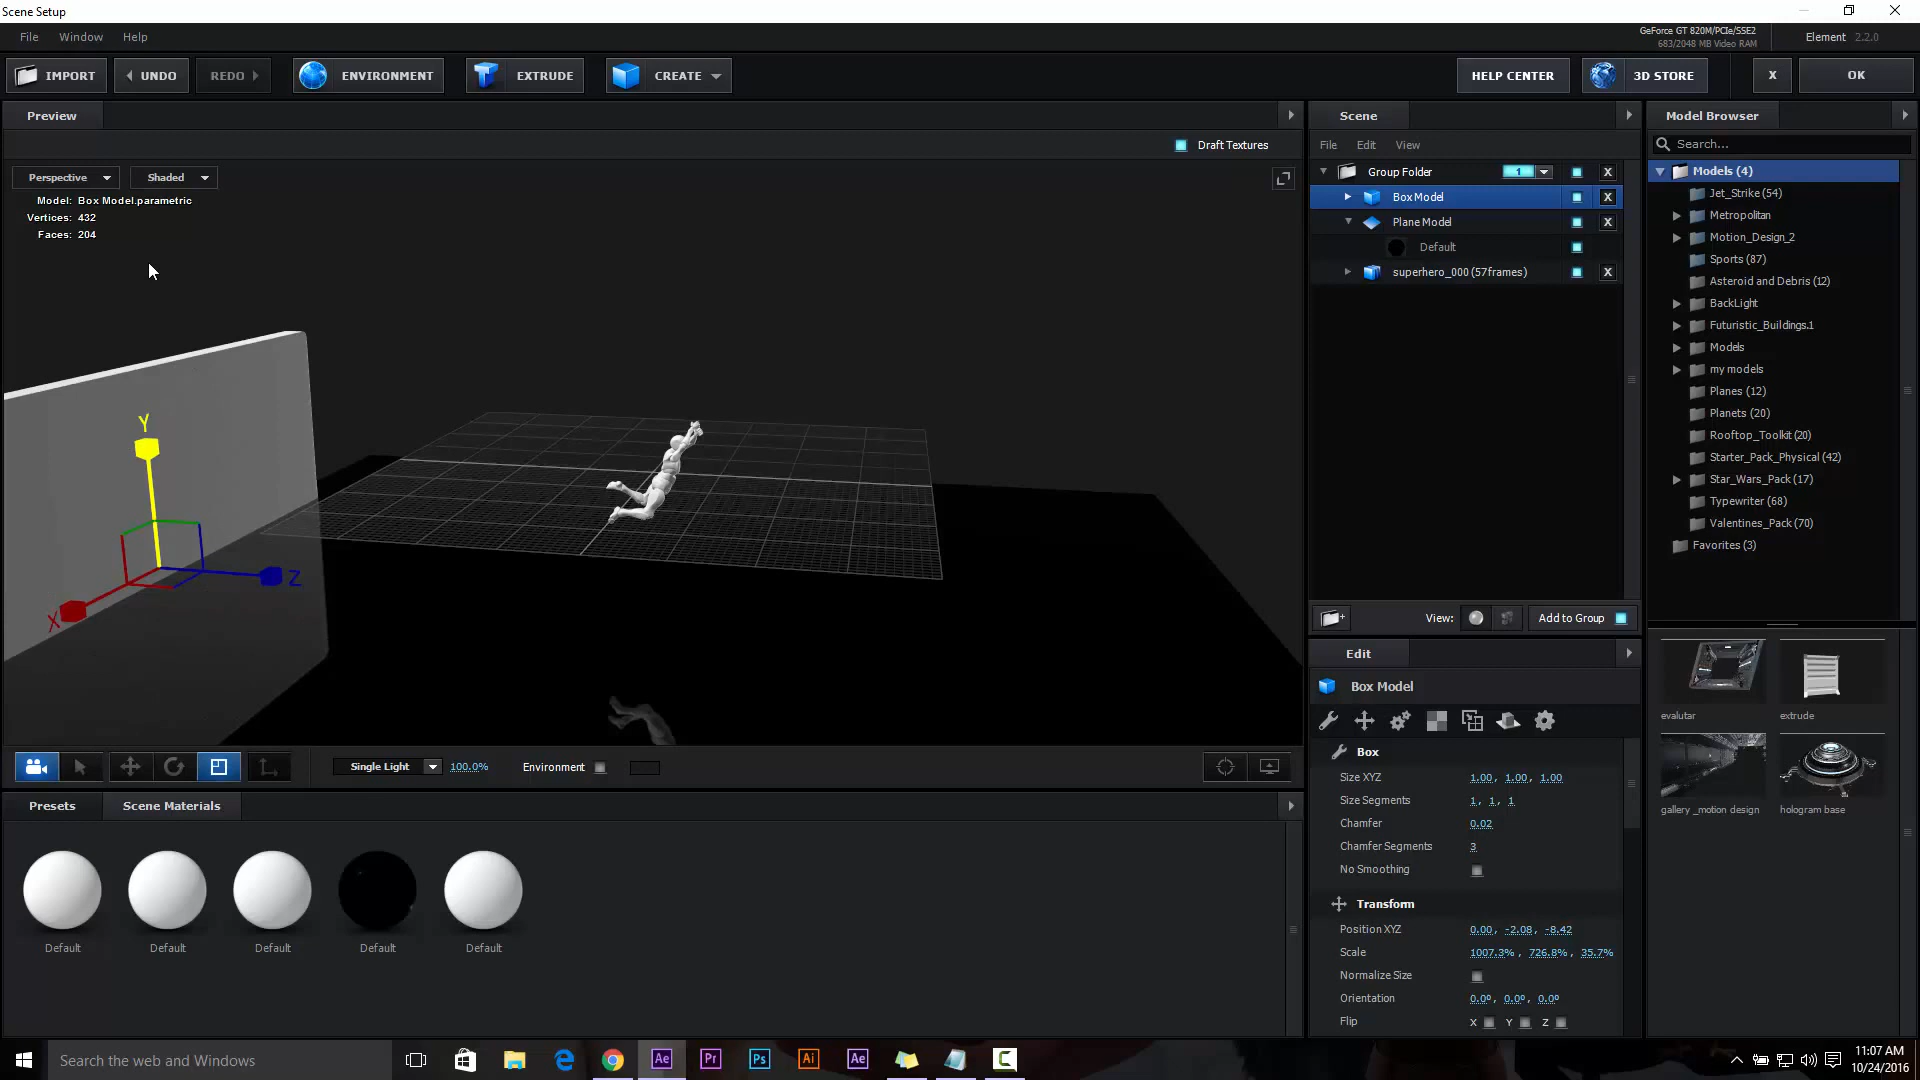 Scene Setup
File Window Help
GeForce GT 820M/PCIe/SSE2
683/2048 MB Video RAM
Element 2.2.0
IMPORT UNDO REDO ENVIRONMENT EXTRUDE CREATE HELP CENTER 3D STORE X OK
Preview
Draft Textures
Perspective Shaded
Model: Box Model.parametric
Vertices: 432
Faces: 204
Y
X
Z
Single Light 100.0% Environment
Presets Scene Materials
Default Default Default Default Default
Scene
File Edit View
Group Folder 1 X
Box Model X
Plane Model X
Default
superhero_000 (57frames) X
View: Add to Group
Edit
Box Model
Box
Size XYZ 1.00, 1.00, 1.00
Size Segments 1, 1, 1
Chamfer 0.02
Chamfer Segments 3
No Smoothing
Transform
Position XYZ 0.00, -2.08, -8.42
Scale 1007.3%, 726.8%, 35.7%
Normalize Size
Orientation 0.0º, 0.0º, 0.0º
Flip X Y Z
Model Browser
Search...
Models (4)
Jet_Strike (54)
Metropolitan
Motion_Design_2
Sports (87)
Asteroid and Debris (12)
BackLight
Futuristic_Buildings.1
Models
my models
Planes (12)
Planets (20)
Rooftop_Toolkit (20)
Starter_Pack_Physical (42)
Star_Wars_Pack (17)
Typewriter (68)
Valentines_Pack (70)
Favorites (3)
evalutar extrude
gallery _motion design hologram base
Search the web and Windows
Ae Pr Ps Ai Ae
11:07 AM
10/24/2016